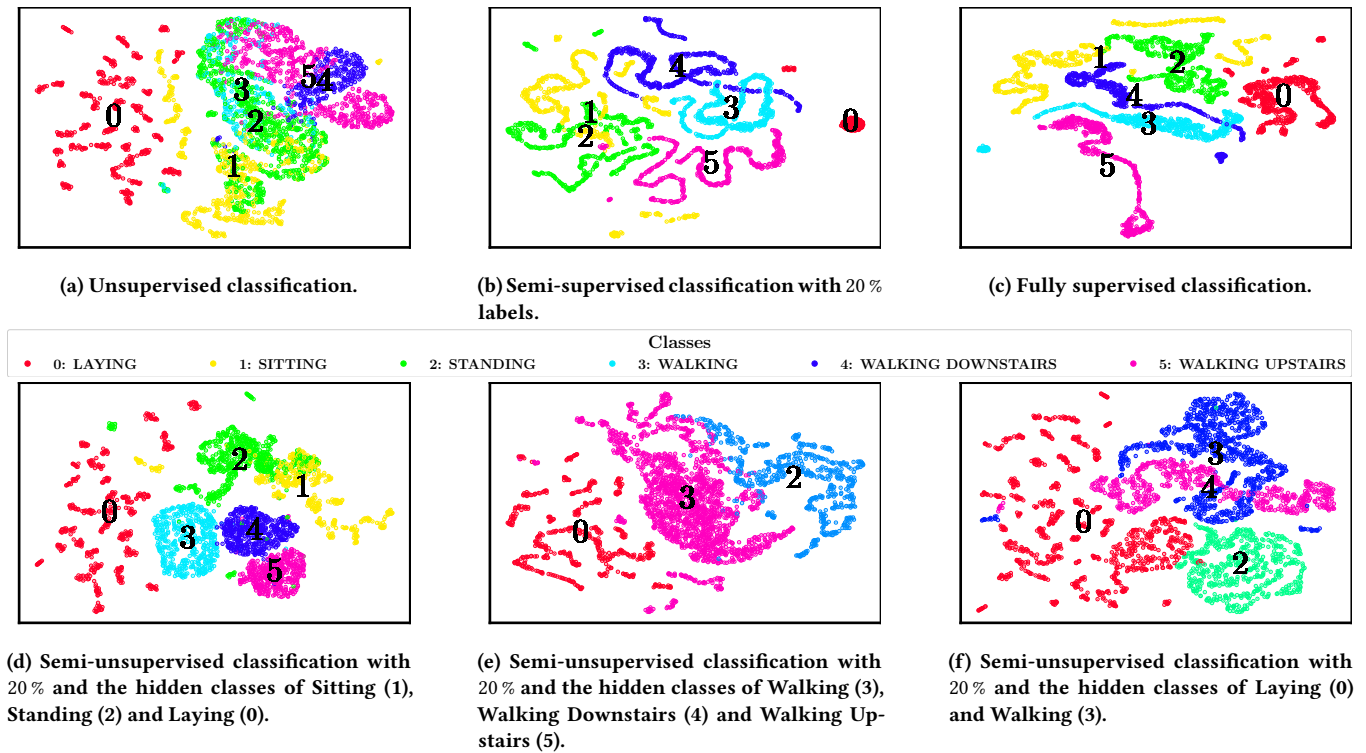 0
3
2
1
5
4
(a) Unsupervised classification.
1
2
4
3
5
0
(b) Semi-supervised classification with 20 %
labels.
1
2
4
3
5
0
(c) Fully supervised classification.
Classes
0: LAYING
1: SITTING
2: STANDING
3: WALKING
4: WALKING DOWNSTAIRS
5: WALKING UPSTAIRS
0
2
1
3
4
5
(d) Semi-unsupervised classification with
20 % and the hidden classes of Sitting (1),
Standing (2) and Laying (0).
0
3
2
(e) Semi-unsupervised classification with
20 % and the hidden classes of Walking (3),
Walking Downstairs (4) and Walking Up-
stairs (5).
0
3
4
2
(f) Semi-unsupervised classification with
20 % and the hidden classes of Laying (0)
and Walking (3).